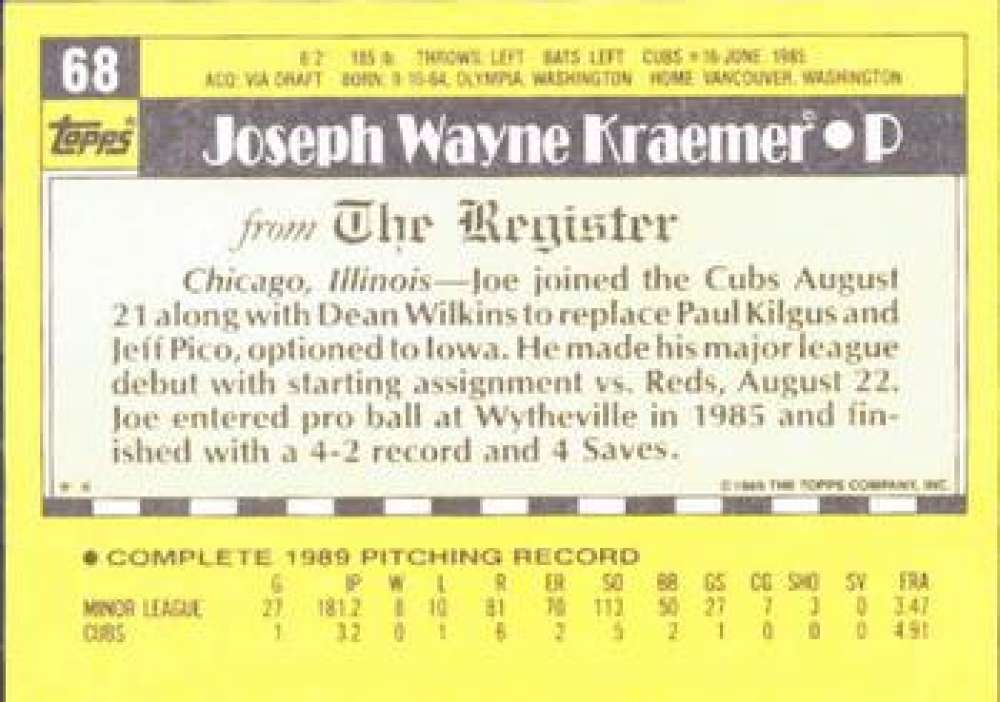 68
6'2" 185 lb. THROWS: LEFT BATS: LEFT CUBS #16-JUNE 1985
ACQ: VIA DRAFT BORN: 9-10-64, OLYMPIA, WASHINGTON HOME: VANCOUVER, WASHINGTON
topps®
Joseph Wayne Kraemer • P
from The Register
Chicago, Illinois—Joe joined the Cubs August
21 along with Dean Wilkins to replace Paul Kilgus and
Jeff Pico, optioned to Iowa. He made his major league
debut with starting assignment vs. Reds, August 22.
Joe entered pro ball at Wytheville in 1985 and fin-
ished with a 4-2 record and 4 Saves.
* *
© 1989 THE TOPPS COMPANY, INC.
• COMPLETE 1989 PITCHING RECORD
G IP W L R ER SO BB GS CG SHO SV ERA
MINOR LEAGUE 27 181.2 8 10 81 70 113 50 27 7 3 0 3.47
CUBS 1 3.2 0 1 6 2 5 2 1 0 0 0 4.91